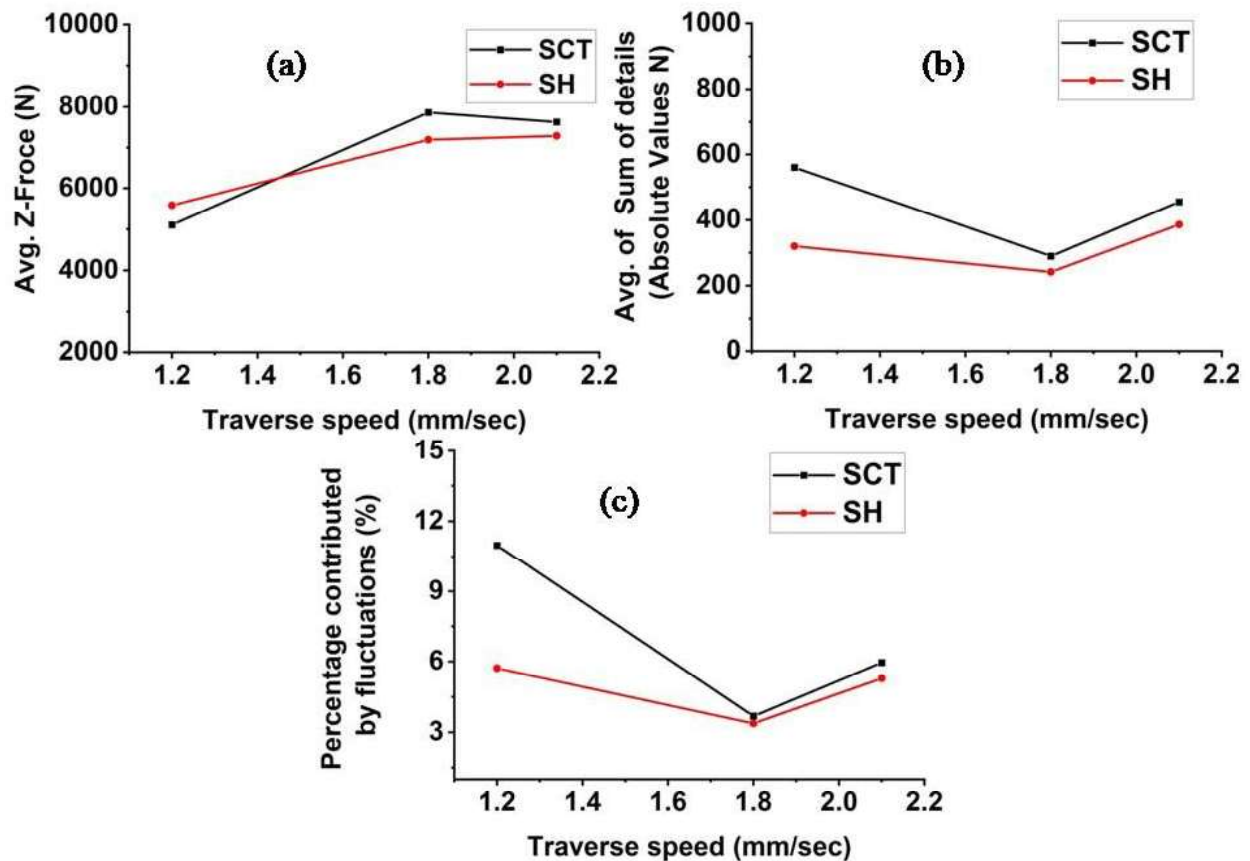 10000
8000
6000
4000
2000
Avg. Z-Froce (N)
(a)
SCT
SH
1.2 1.4 1.6 1.8 2.0 2.2
Traverse speed (mm/sec)
1000
800
600
400
200
0
Avg. of Sum of details
(Absolute Values N)
(b)
SCT
SH
1.2 1.4 1.6 1.8 2.0 2.2
Traverse speed (mm/sec)
15
12
9
6
3
Percentage contributed
by fluctuations (%)
(c)
SCT
SH
1.2 1.4 1.6 1.8 2.0 2.2
Traverse speed (mm/sec)